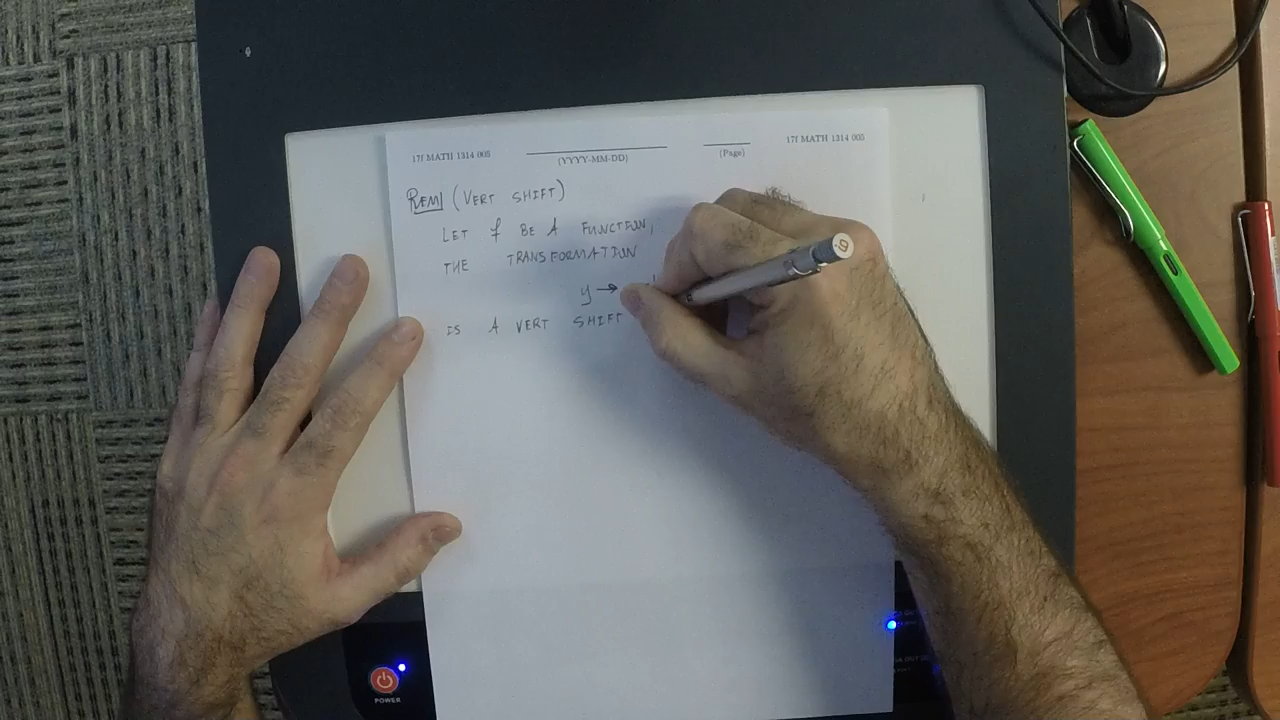 17f MATH 1314 005
(YYYY-MM-DD)
(Page)
17f MATH 1314 005
REM (VERT SHIFT)
LET f BE A FUNCTION,
THE TRANSFORMATION
y →
IS A VERT SHIFT
POWER